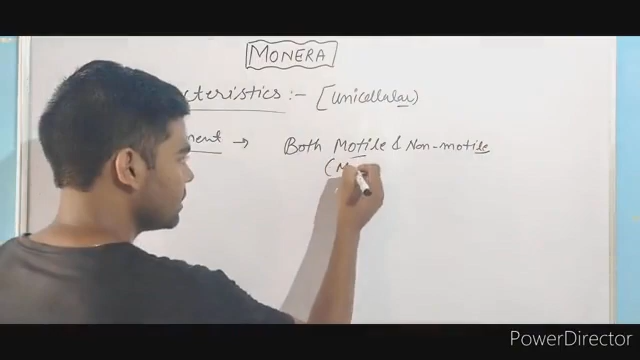 MONERA
cteristics :- [Unicellular)
ment → Both Motile & Non-motile
(M
PowerDirector